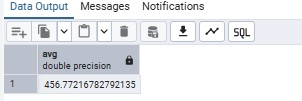 Data Output Messages Notifications
SQL
avg
double precision
1 456.77216782792135